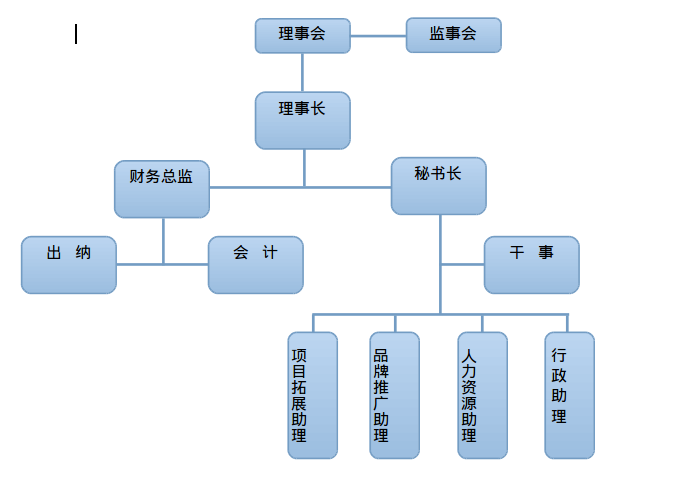 理事会
监事会
理事长
财务总监
秘书长
出 纳
会 计
干 事
项目拓展助理
品牌推广助理
人力资源助理
行政助理